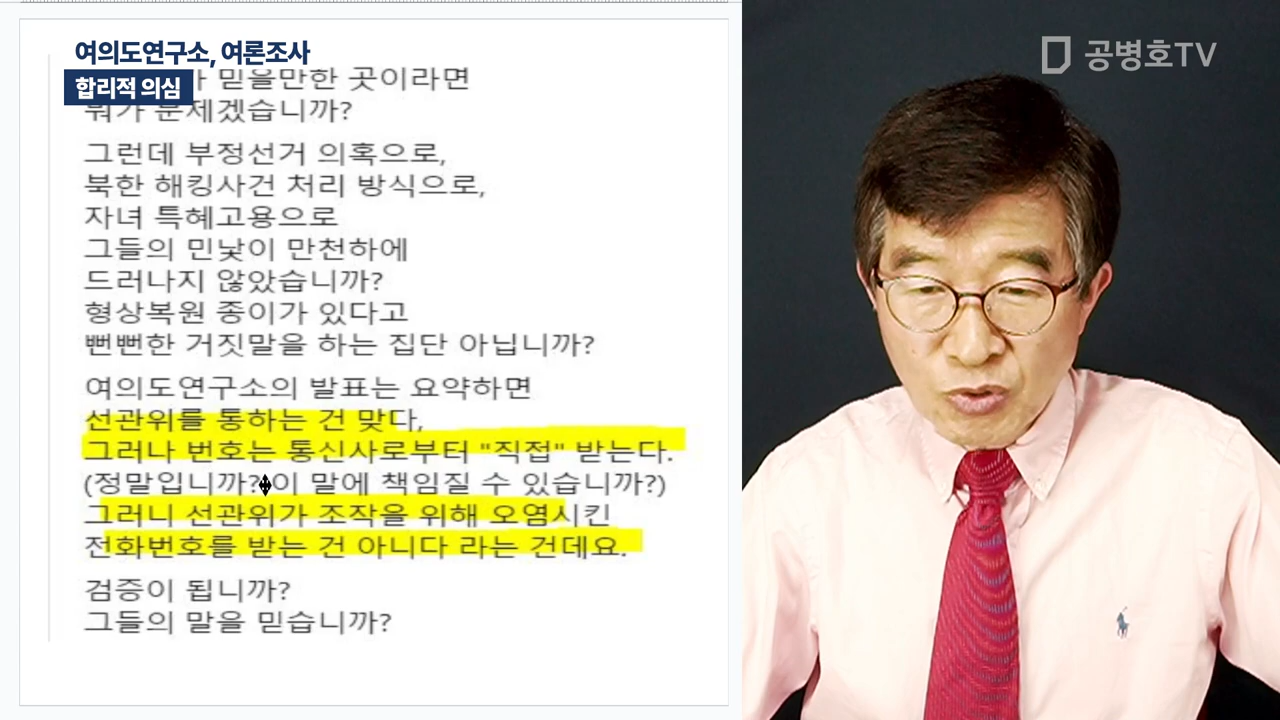 여의도연구소, 여론조사
합리적 의심
공병호TV
믿을만한 곳이라면
뭐가 문제겠습니까?
그런데 부정선거 의혹으로,
북한 해킹사건 처리 방식으로,
자녀 특혜고용으로
그들의 민낯이 만천하에
드러나지 않았습니까?
형상복원 종이가 있다고
뻔뻔한 거짓말을 하는 집단 아닙니까?
여의도연구소의 발표는 요약하면
선관위를 통하는 건 맞다,
그러나 번호는 통신사로부터 "직접" 받는다.
(정말입니까? 이 말에 책임질 수 있습니까?)
그러니 선관위가 조작을 위해 오염시킨
전화번호를 받는 건 아니다 라는 건데요.
검증이 됩니까?
그들의 말을 믿습니까?